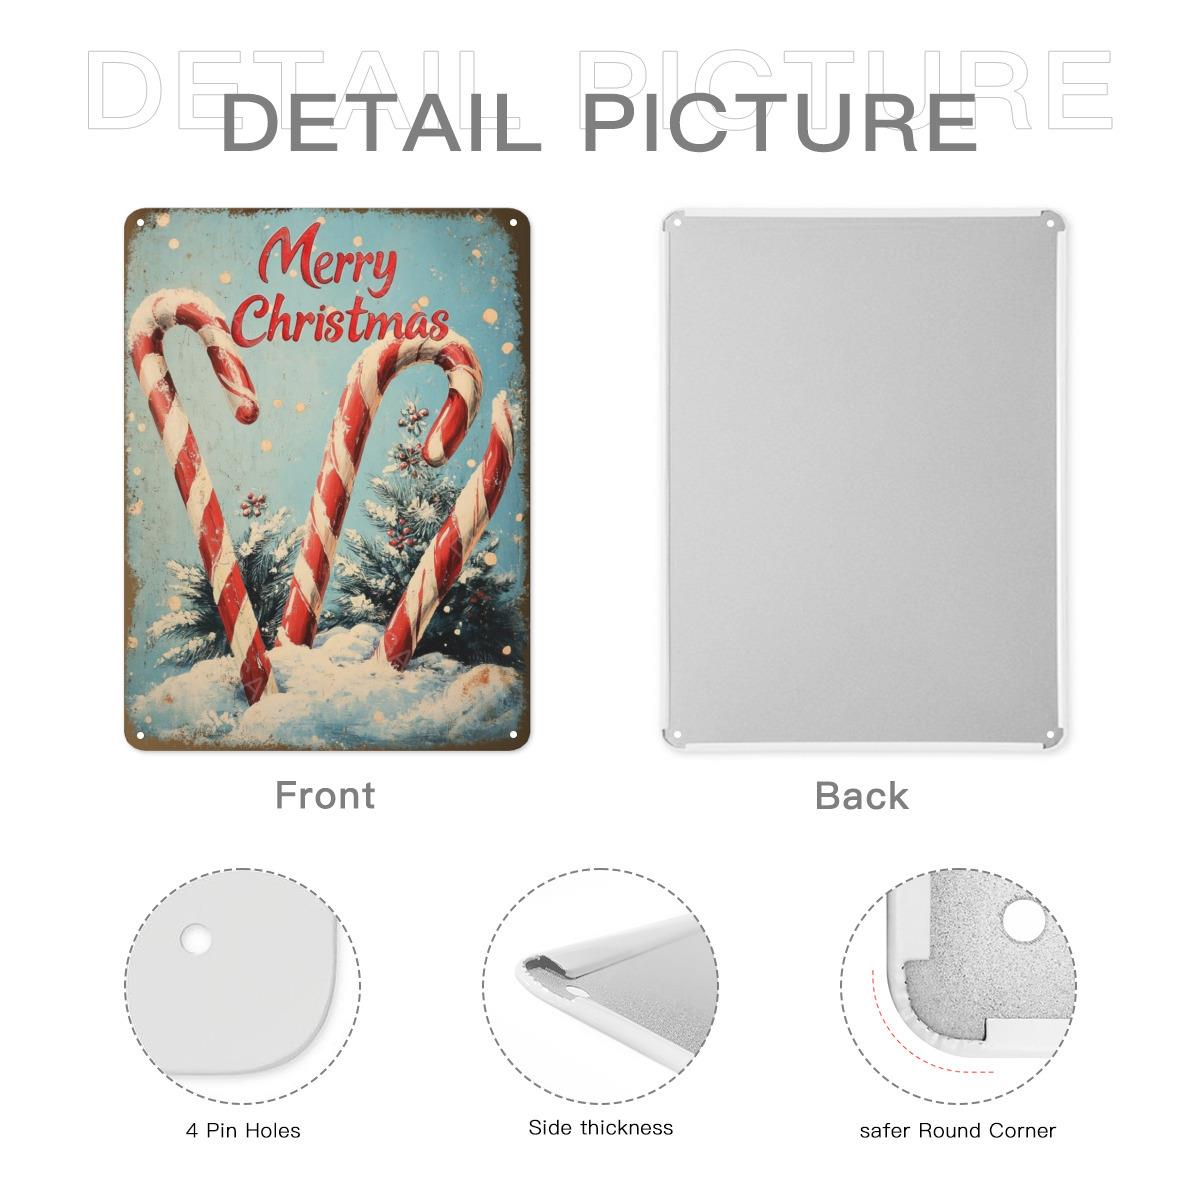 DETAIL PICTURE
DETAIL PICTURE
Merry
Christmas
Front
Back
4 Pin Holes
Side thickness
safer Round Corner